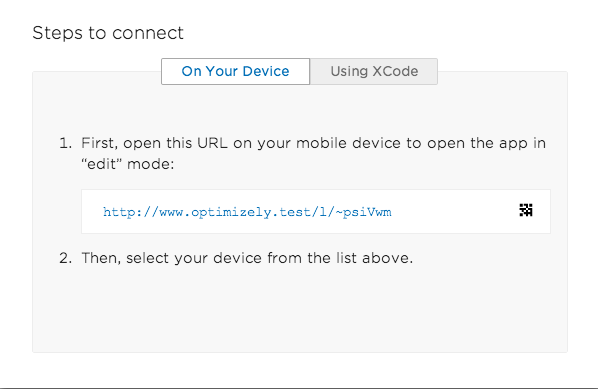 Steps to connect
On Your Device
Using XCode
1. First, open this URL on your mobile device to open the app in
“edit” mode:
http://www.optimizely.test/l/~psiVwm
2. Then, select your device from the list above.